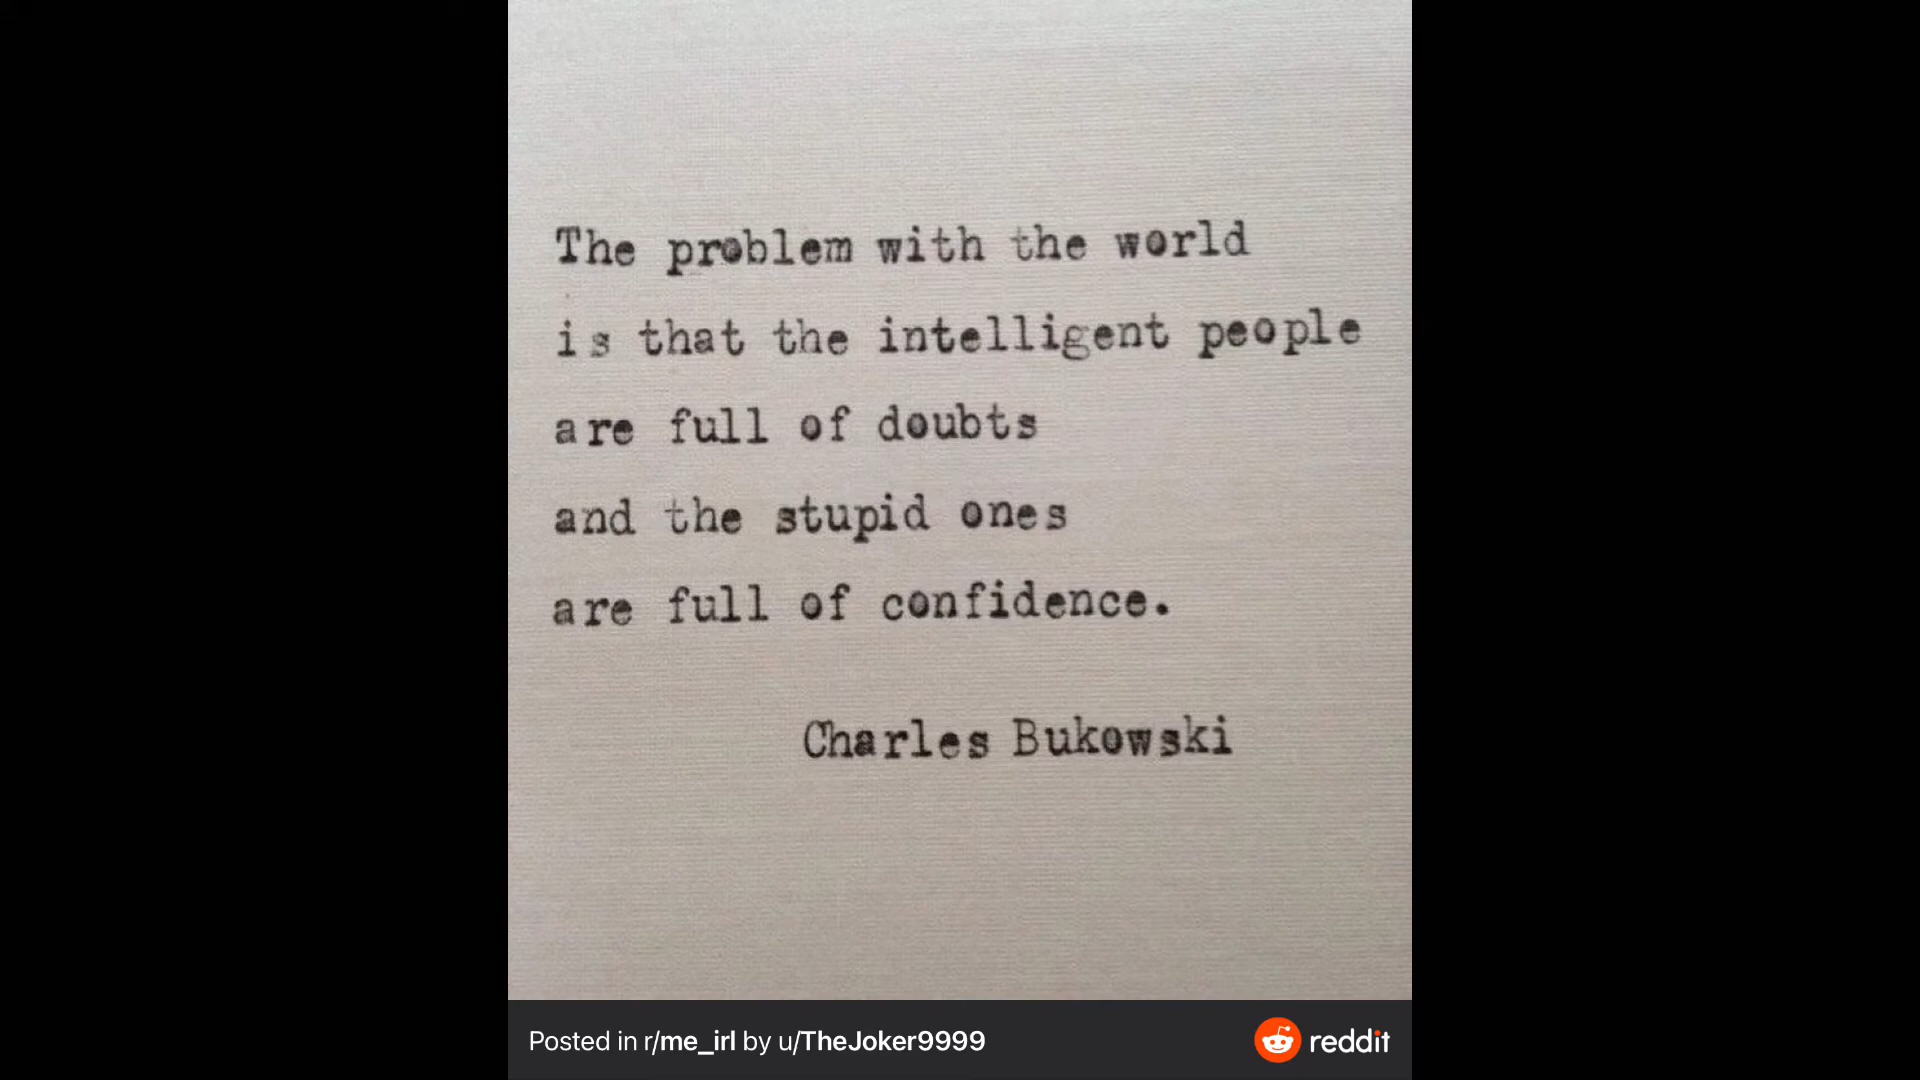 The problem with the world
is that the intelligent people
are full of doubts
and the stupid ones
are full of confidence.
Charles Bukowski
Posted in r/me_irl by u/TheJoker9999
reddit